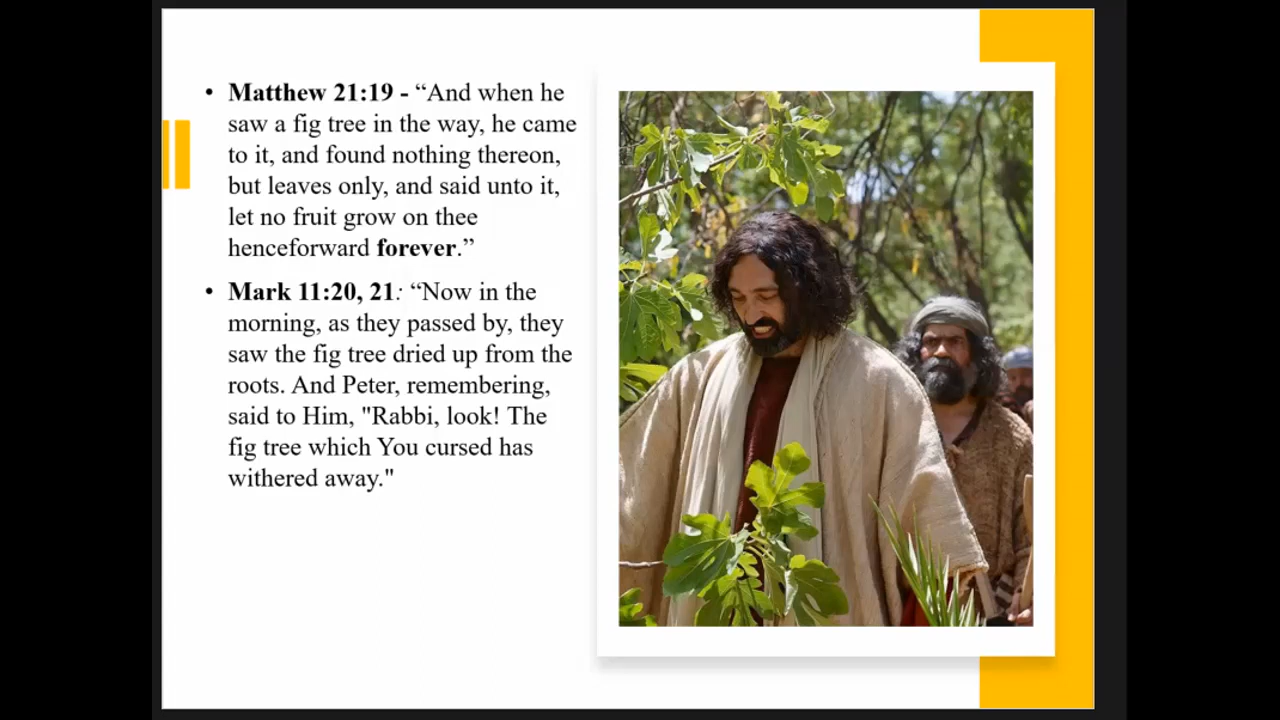 • Matthew 21:19 - “And when he
saw a fig tree in the way, he came
to it, and found nothing thereon,
but leaves only, and said unto it,
let no fruit grow on thee
henceforward forever.”
• Mark 11:20, 21: “Now in the
morning, as they passed by, they
saw the fig tree dried up from the
roots. And Peter, remembering,
said to Him, "Rabbi, look! The
fig tree which You cursed has
withered away."